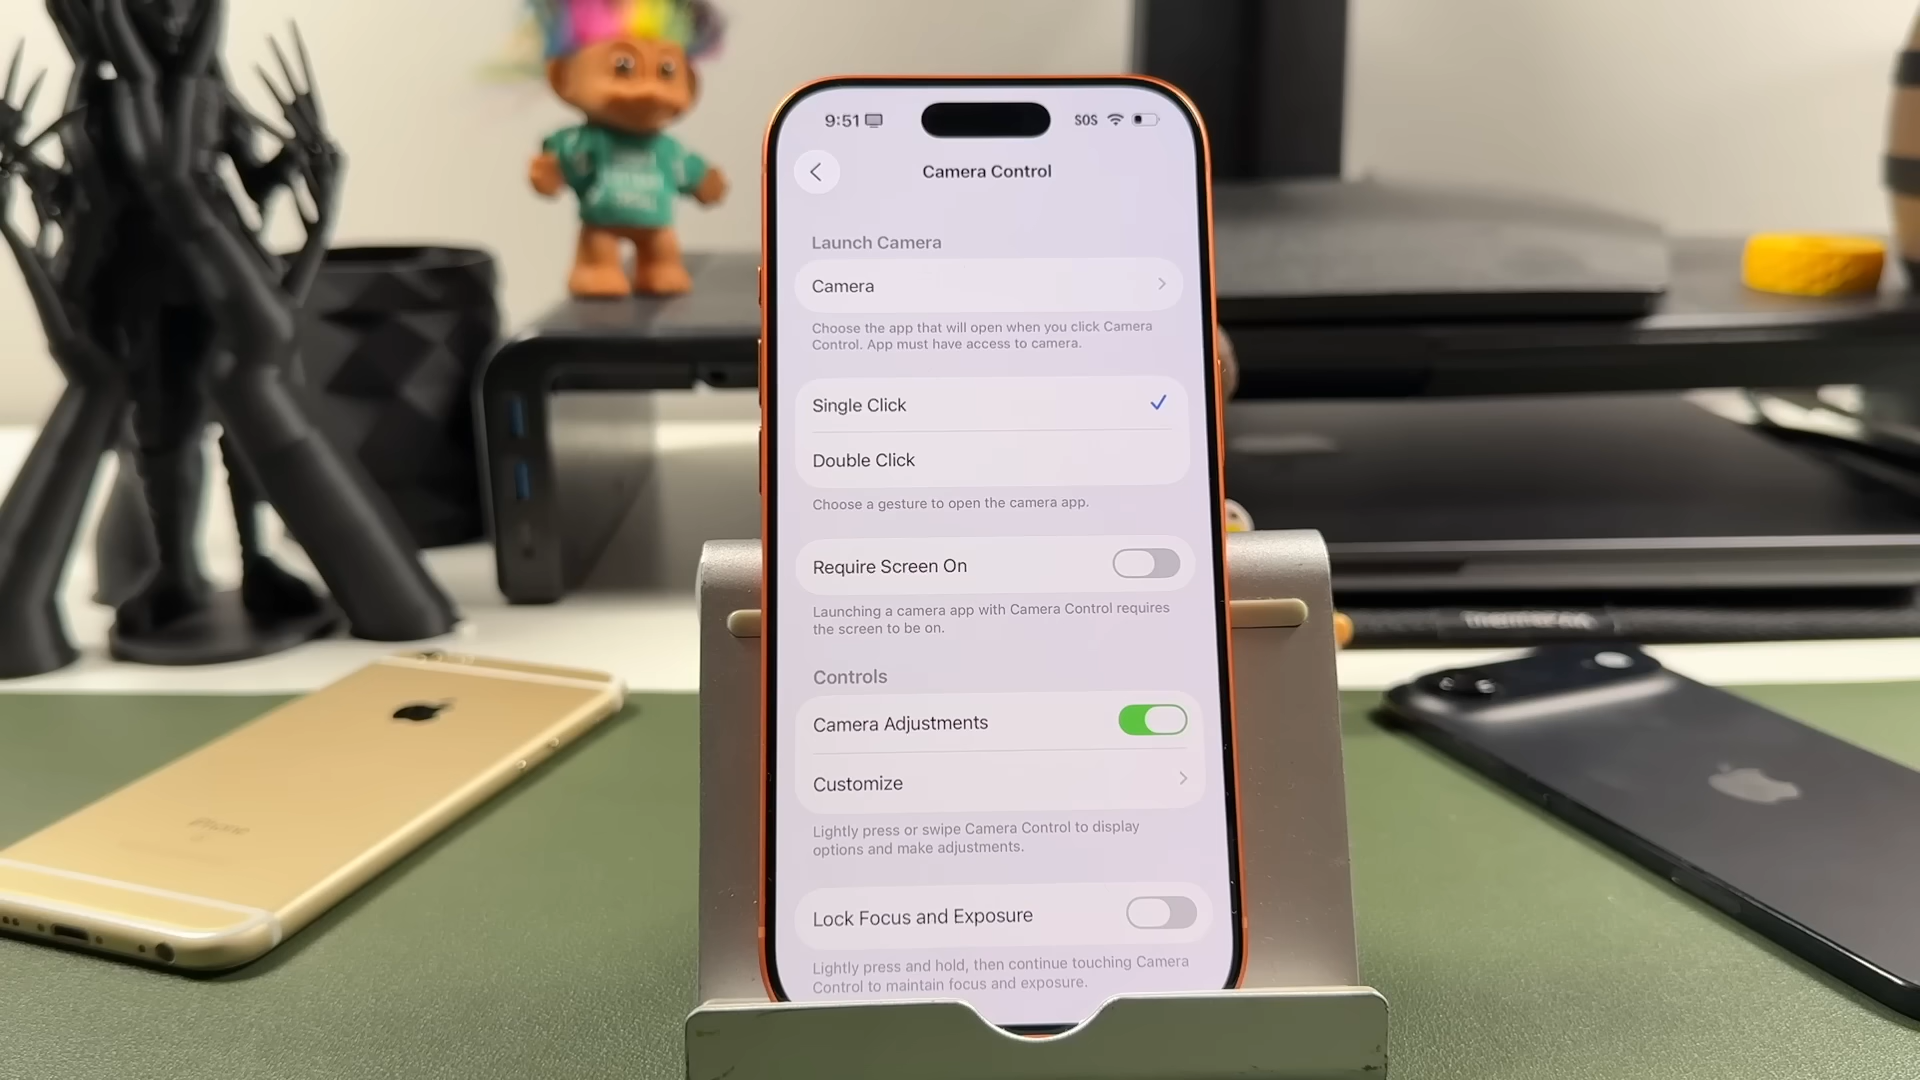 9:51
SOS
Camera Control
Launch Camera
Camera
Choose the app that will open when you click Camera
Control. App must have access to camera.
Single Click
Double Click
Choose a gesture to open the camera app.
Require Screen On
Launching a camera app with Camera Control requires
the screen to be on.
Controls
Camera Adjustments
Customize
Lightly press or swipe Camera Control to display
options and make adjustments.
Lock Focus and Exposure
Lightly press and hold, then continue touching Camera
Control to maintain focus and exposure.
iPhone